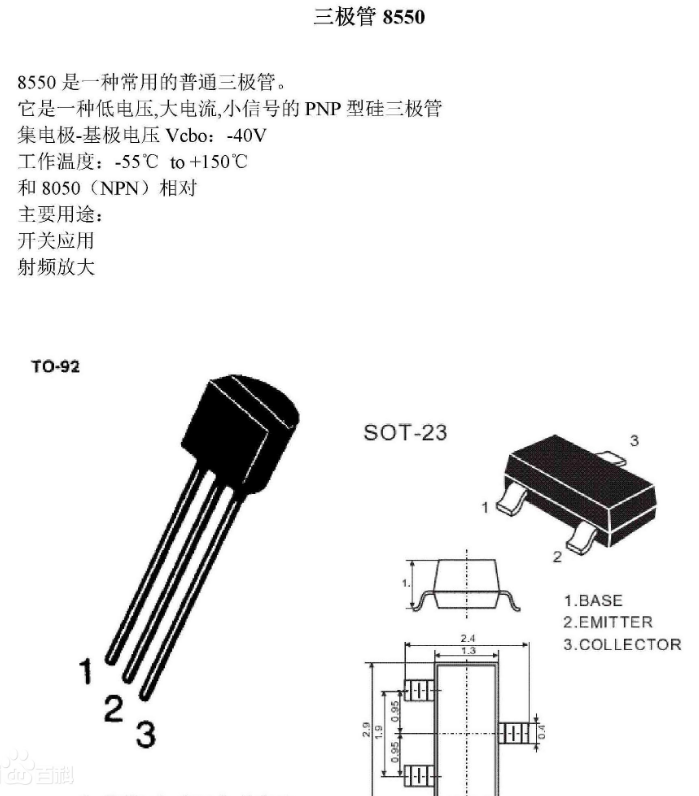 三极管 8550
8550 是一种常用的普通三极管。
它是一种低电压,大电流,小信号的 PNP 型硅三极管
集电极-基极电压 Vcbo：-40V
工作温度：-55℃ to +150℃
和 8050（NPN）相对
主要用途：
开关应用
射频放大
TO-92
1
2
3
SOT-23
3
1
2
1.BASE
2.EMITTER
3.COLLECTOR
1.
2.4
1.3
2.9
1.9
0.95
0.95
0.4
百科